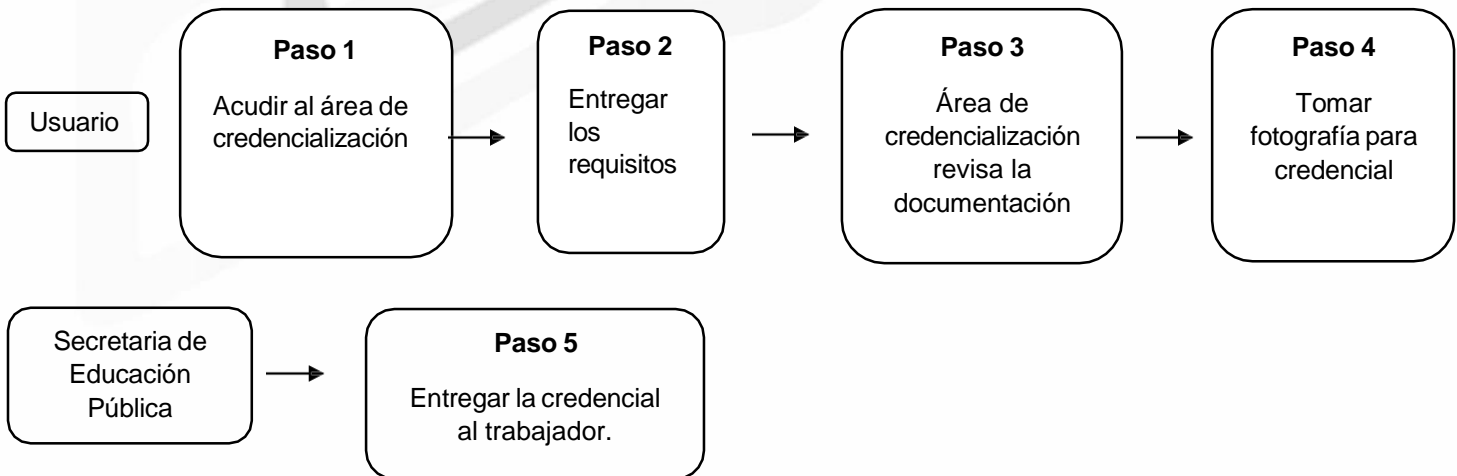 Usuario
Paso 1
Acudir al área de
credencialización
Paso 2
Entregar
los
requisitos
Paso 3
Área de
credencialización
revisa la
documentación
Paso 4
Tomar
fotografía para
credencial
Secretaria de
Educación
Pública
Paso 5
Entregar la credencial
al trabajador.